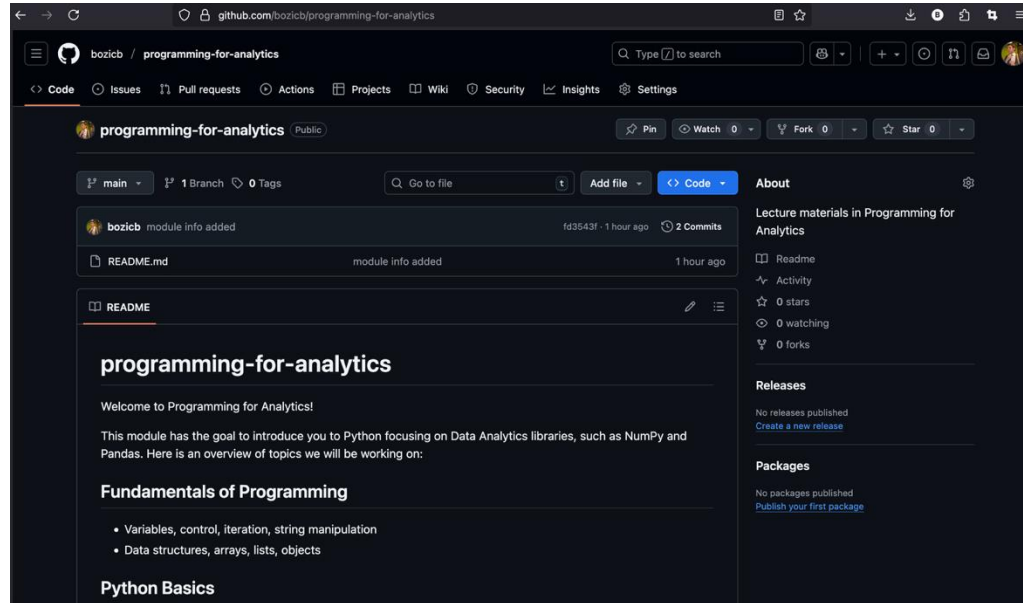 github.com/bozicb/programming-for-analytics
bozicb / programming-for-analytics
Type / to search
<> Code Issues Pull requests Actions Projects Wiki Security Insights Settings
programming-for-analytics Public
Pin Watch 0 Fork 0 Star 0
main 1 Branch 0 Tags
Go to file t
Add file <> Code
bozicb module info added fd3543f · 1 hour ago 2 Commits
README.md module info added 1 hour ago
README
programming-for-analytics
Welcome to Programming for Analytics!
This module has the goal to introduce you to Python focusing on Data Analytics libraries, such as NumPy and
Pandas. Here is an overview of topics we will be working on:
Fundamentals of Programming
• Variables, control, iteration, string manipulation
• Data structures, arrays, lists, objects
Python Basics
About
Lecture materials in Programming for
Analytics
Readme
Activity
0 stars
0 watching
0 forks
Releases
No releases published
Create a new release
Packages
No packages published
Publish your first package